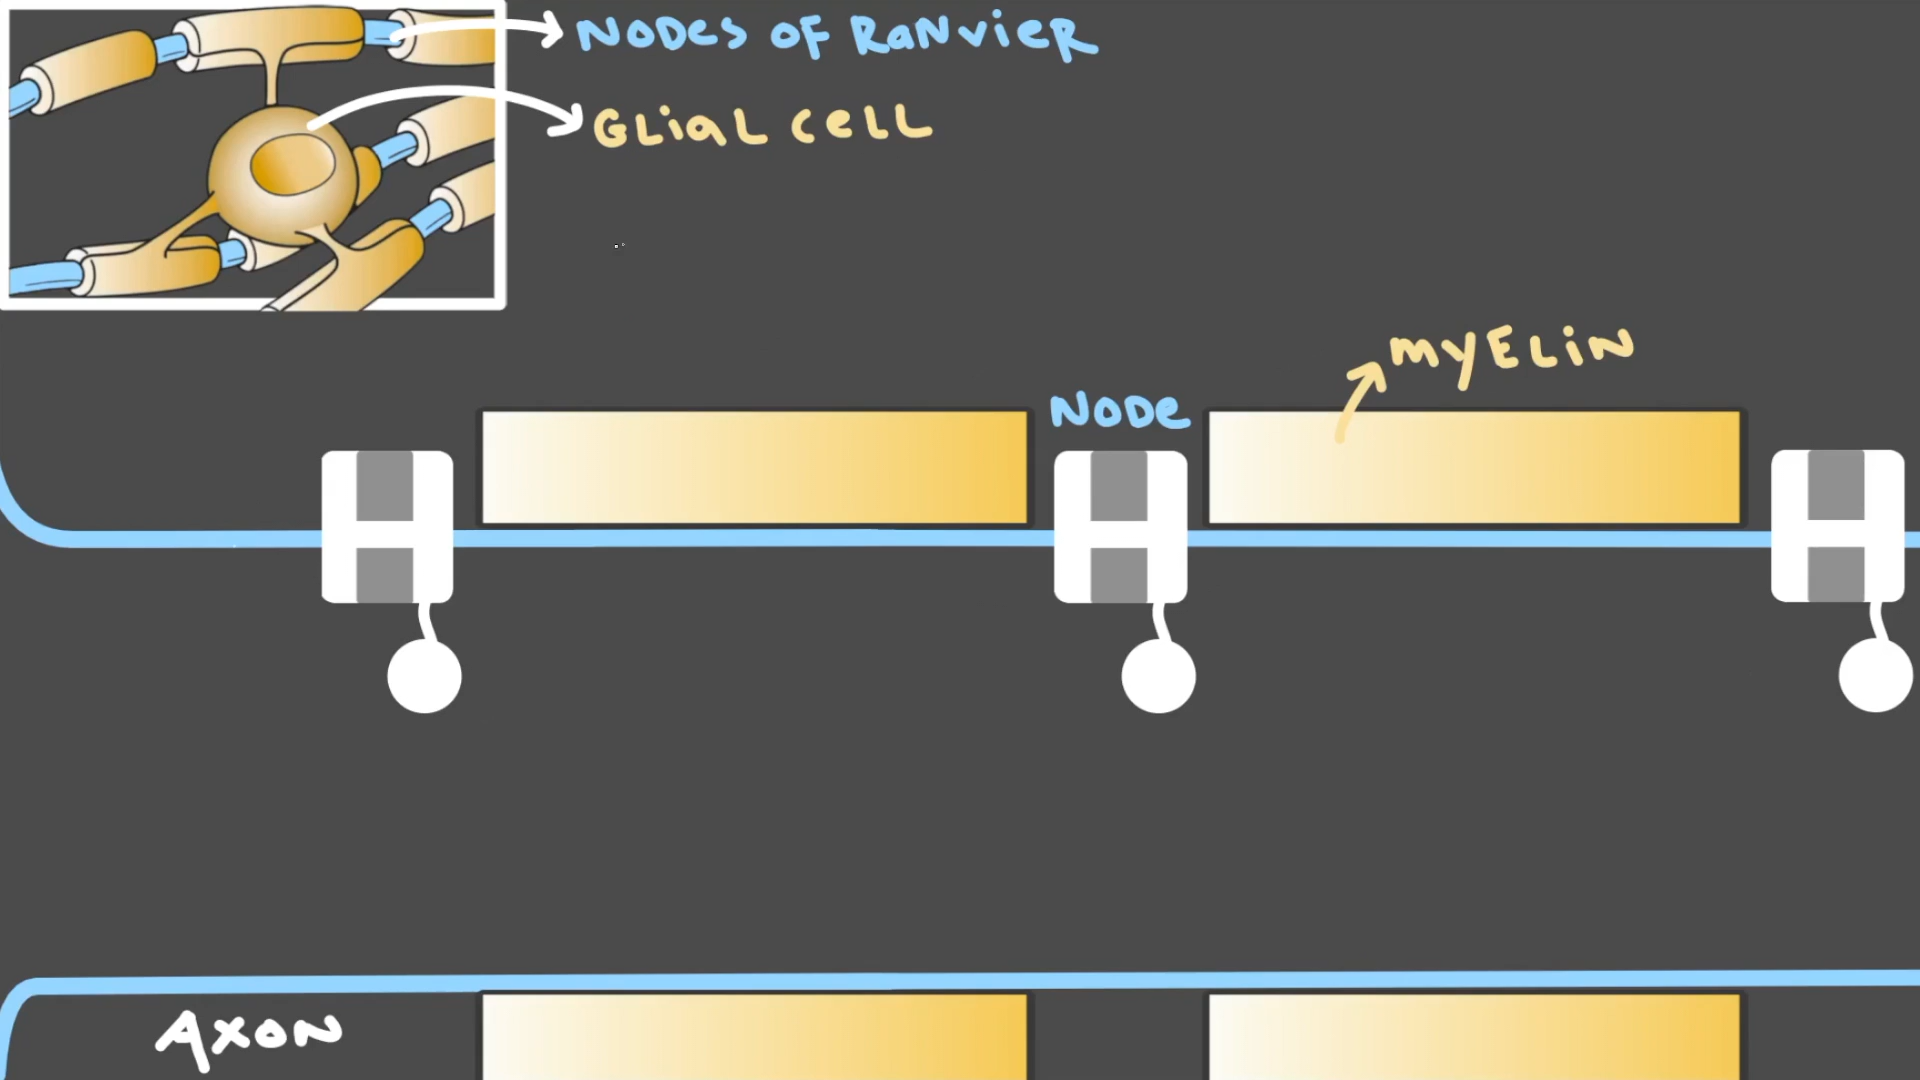 NODES OF RANVIER
GLIAL CELL
MYELIN
NODE
AXON